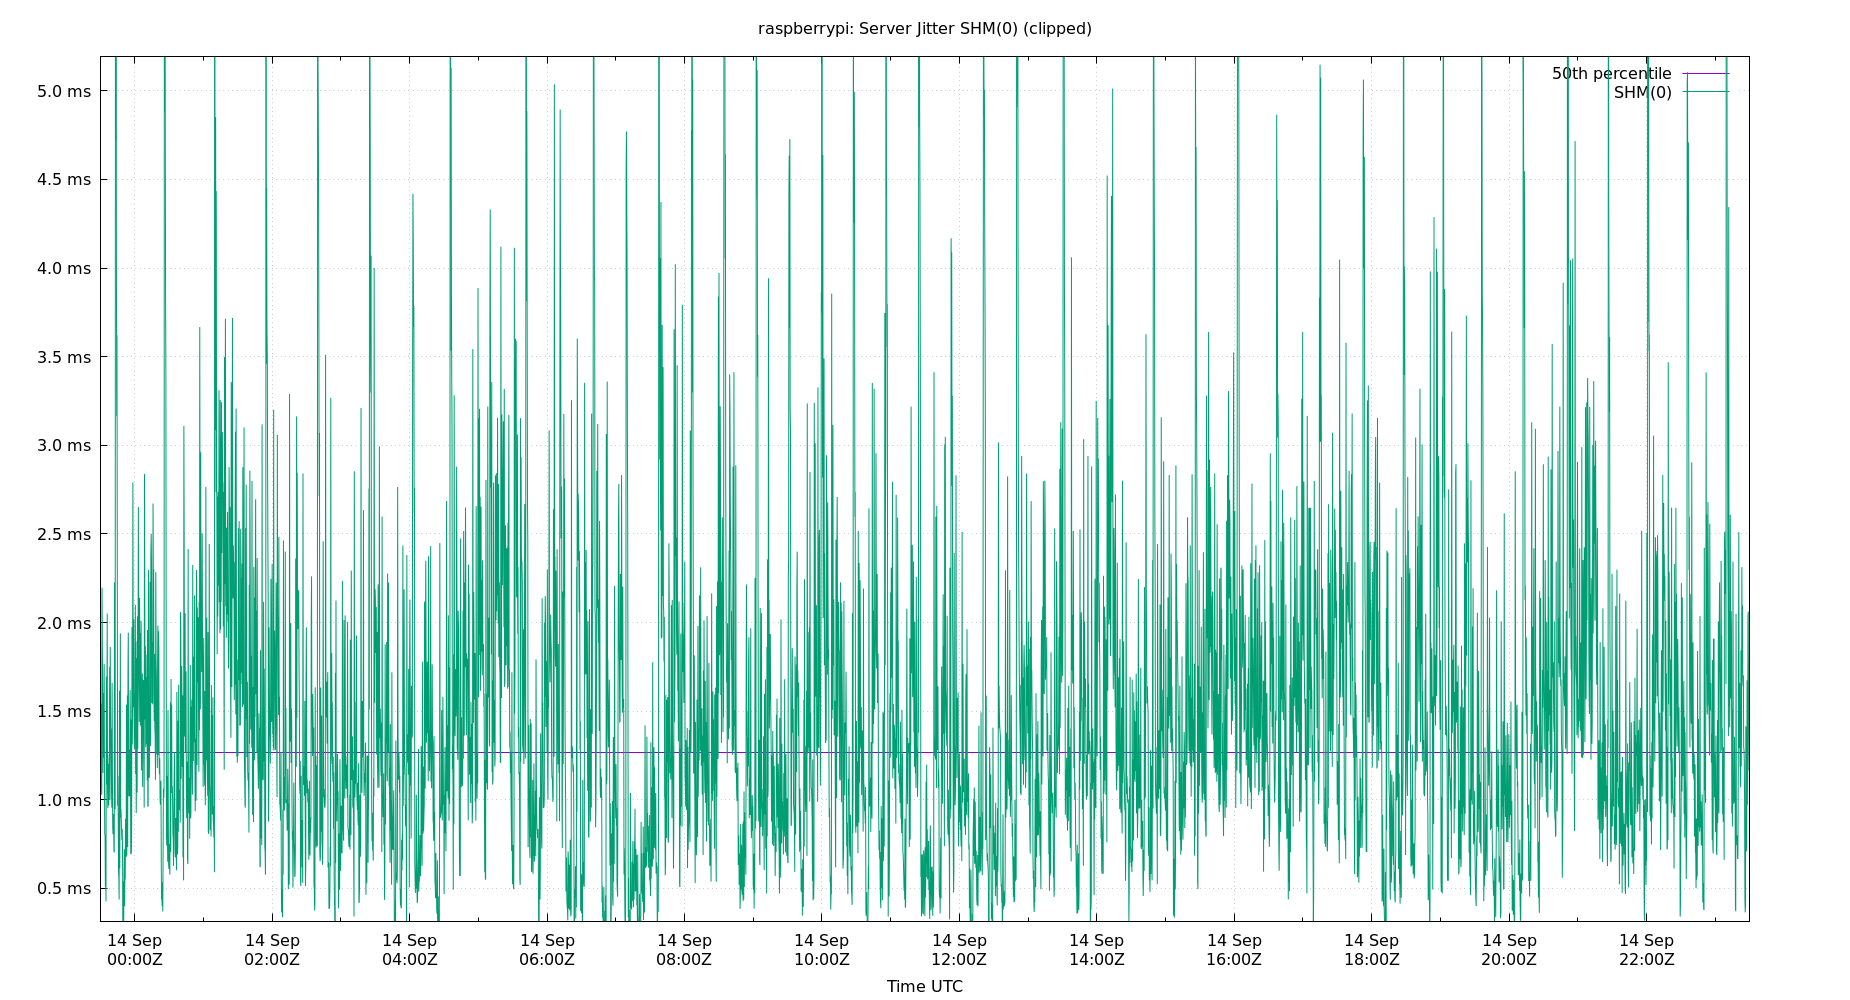 raspberrypi: Server Jitter SHM(0) (clipped)
50th percentile
SHM(0)
5.0 ms
4.5 ms
4.0 ms
3.5 ms
3.0 ms
2.5 ms
2.0 ms
1.5 ms
1.0 ms
0.5 ms
14 Sep 14 Sep 14 Sep 14 Sep 14 Sep 14 Sep 14 Sep 14 Sep 14 Sep 14 Sep 14 Sep 14 Sep
00:00Z 02:00Z 04:00Z 06:00Z 08:00Z 10:00Z 12:00Z 14:00Z 16:00Z 18:00Z 20:00Z 22:00Z
Time UTC